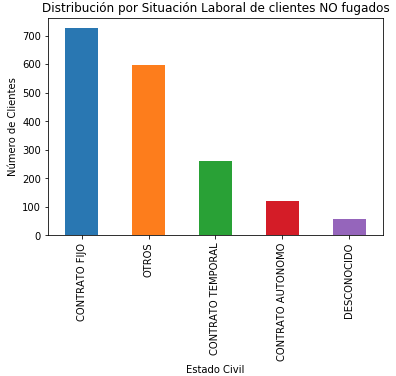 Distribución por Situación Laboral de clientes NO fugados
Número de Clientes
700
600
500
400
300
200
100
0
CONTRATO FIJO
OTROS
CONTRATO TEMPORAL
CONTRATO AUTONOMO
DESCONOCIDO
Estado Civil